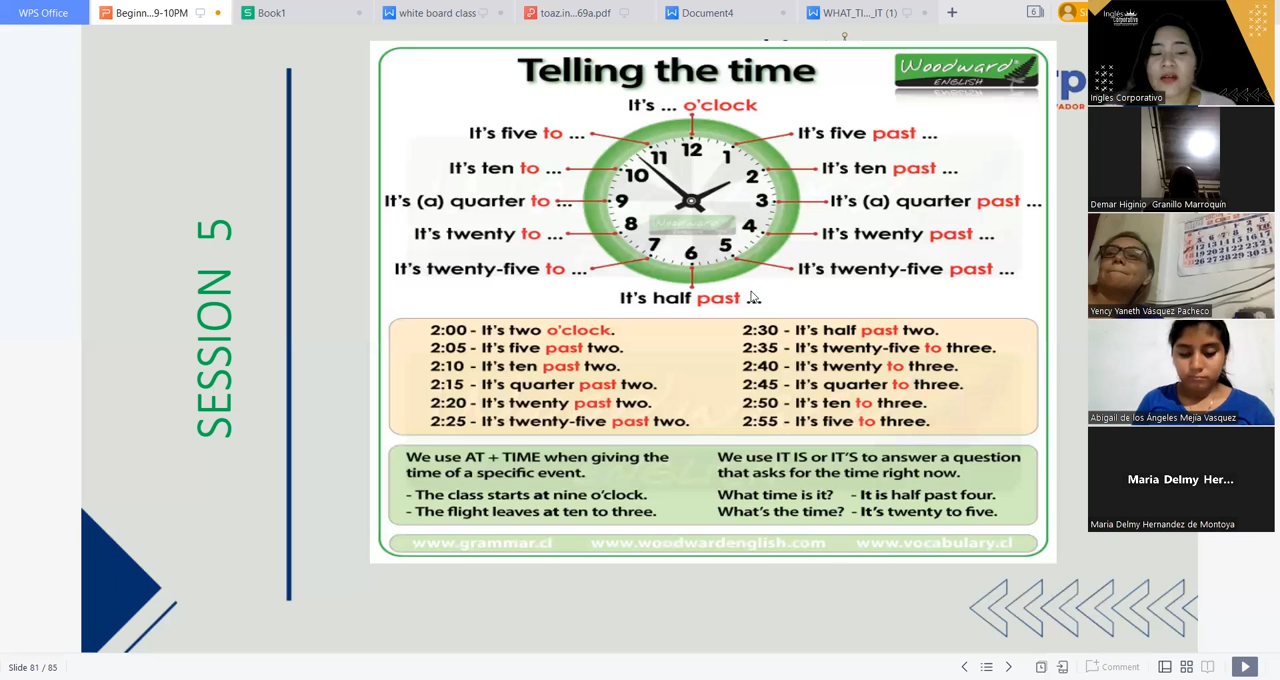 WPS Office
Beginn...9-10PM
Book1
white board class
toaz.in...69a.pdf
Document4
WHAT_TI..._IT (1)
6
SESSION 5
Telling the time
Woodward
ENGLISH
It's ... o'clock
It's five to ...
It's five past ...
It's ten to ...
It's ten past ...
It's (a) quarter to ...
It's (a) quarter past ...
It's twenty to ...
It's twenty past ...
It's twenty-five to ...
It's twenty-five past ...
It's half past ...
12
1
2
3
4
5
6
7
8
9
10
11
Woodward
2:00 - It's two o'clock.
2:05 - It's five past two.
2:10 - It's ten past two.
2:15 - It's quarter past two.
2:20 - It's twenty past two.
2:25 - It's twenty-five past two.
2:30 - It's half past two.
2:35 - It's twenty-five to three.
2:40 - It's twenty to three.
2:45 - It's quarter to three.
2:50 - It's ten to three.
2:55 - It's five to three.
We use AT + TIME when giving the
time of a specific event.
- The class starts at nine o'clock.
- The flight leaves at ten to three.
We use IT IS or IT'S to answer a question
that asks for the time right now.
What time is it? - It is half past four.
What's the time? - It's twenty to five.
www.grammar.cl www.woodwardenglish.com www.vocabulary.cl
Slide 81 / 85
Comment
Inglés
Corporativo
Ingles Corporativo
Demar Higinio Granillo Marroquín
Yency Yaneth Vásquez Pacheco
Abigail de los Ángeles Mejía Vasquez
Maria Delmy Her...
Maria Delmy Hernandez de Montoya